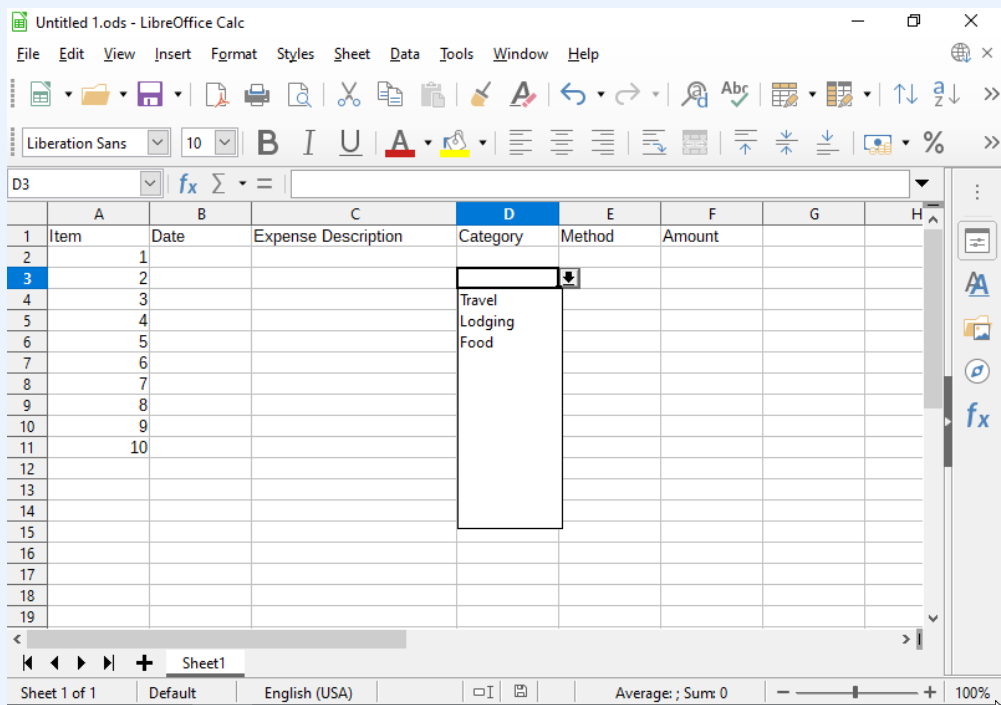 Untitled 1.ods - LibreOffice Calc
File Edit View Insert Format Styles Sheet Data Tools Window Help
Abc a z
Liberation Sans 10 B I U A %
D3 fx Σ =
A B C D E F G H
1 Item Date Expense Description Category Method Amount
2 1
3 2
4 3 Travel
5 4 Lodging
6 5 Food
7 6
8 7
9 8
10 9
11 10
12
13
14
15
16
17
18
19
Sheet1
Sheet 1 of 1 Default English (USA) Average: ; Sum: 0 100%